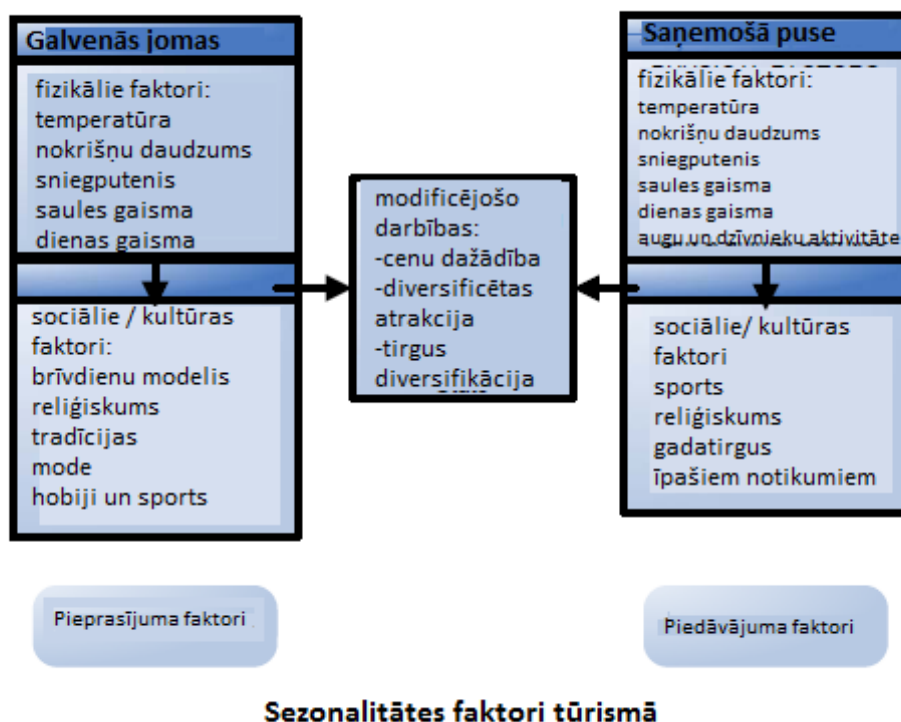 Galvenās jomas
fizikālie faktori:
temperatūra
nokrišņu daudzums
sniegputenis
saules gaisma
dienas gaisma
sociālie / kultūras
faktori:
brīvdienu modelis
reliģiskums
tradīcijas
mode
hobiji un sports
modificējošo
darbības:
-cenu dažādība
-diversificētas
atrakcija
-tirgus
diversifikācija
Saņemošā puse
fizikālie faktori:
temperatūra
nokrišņu daudzums
sniegputenis
saules gaisma
dienas gaisma
augu un dzīvnieku aktivitāte
sociālie/ kultūras
faktori
sports
reliģiskums
gadatirgus
īpašiem notikumiem
Pieprasījuma faktori
Piedāvājuma faktori
Sezonalitātes faktori tūrismā